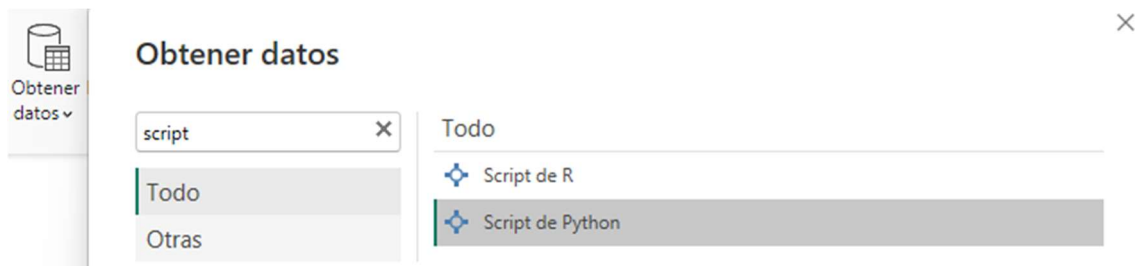 Obtener
datos
Obtener datos
script
Todo
Otras
Todo
Script de R
Script de Python